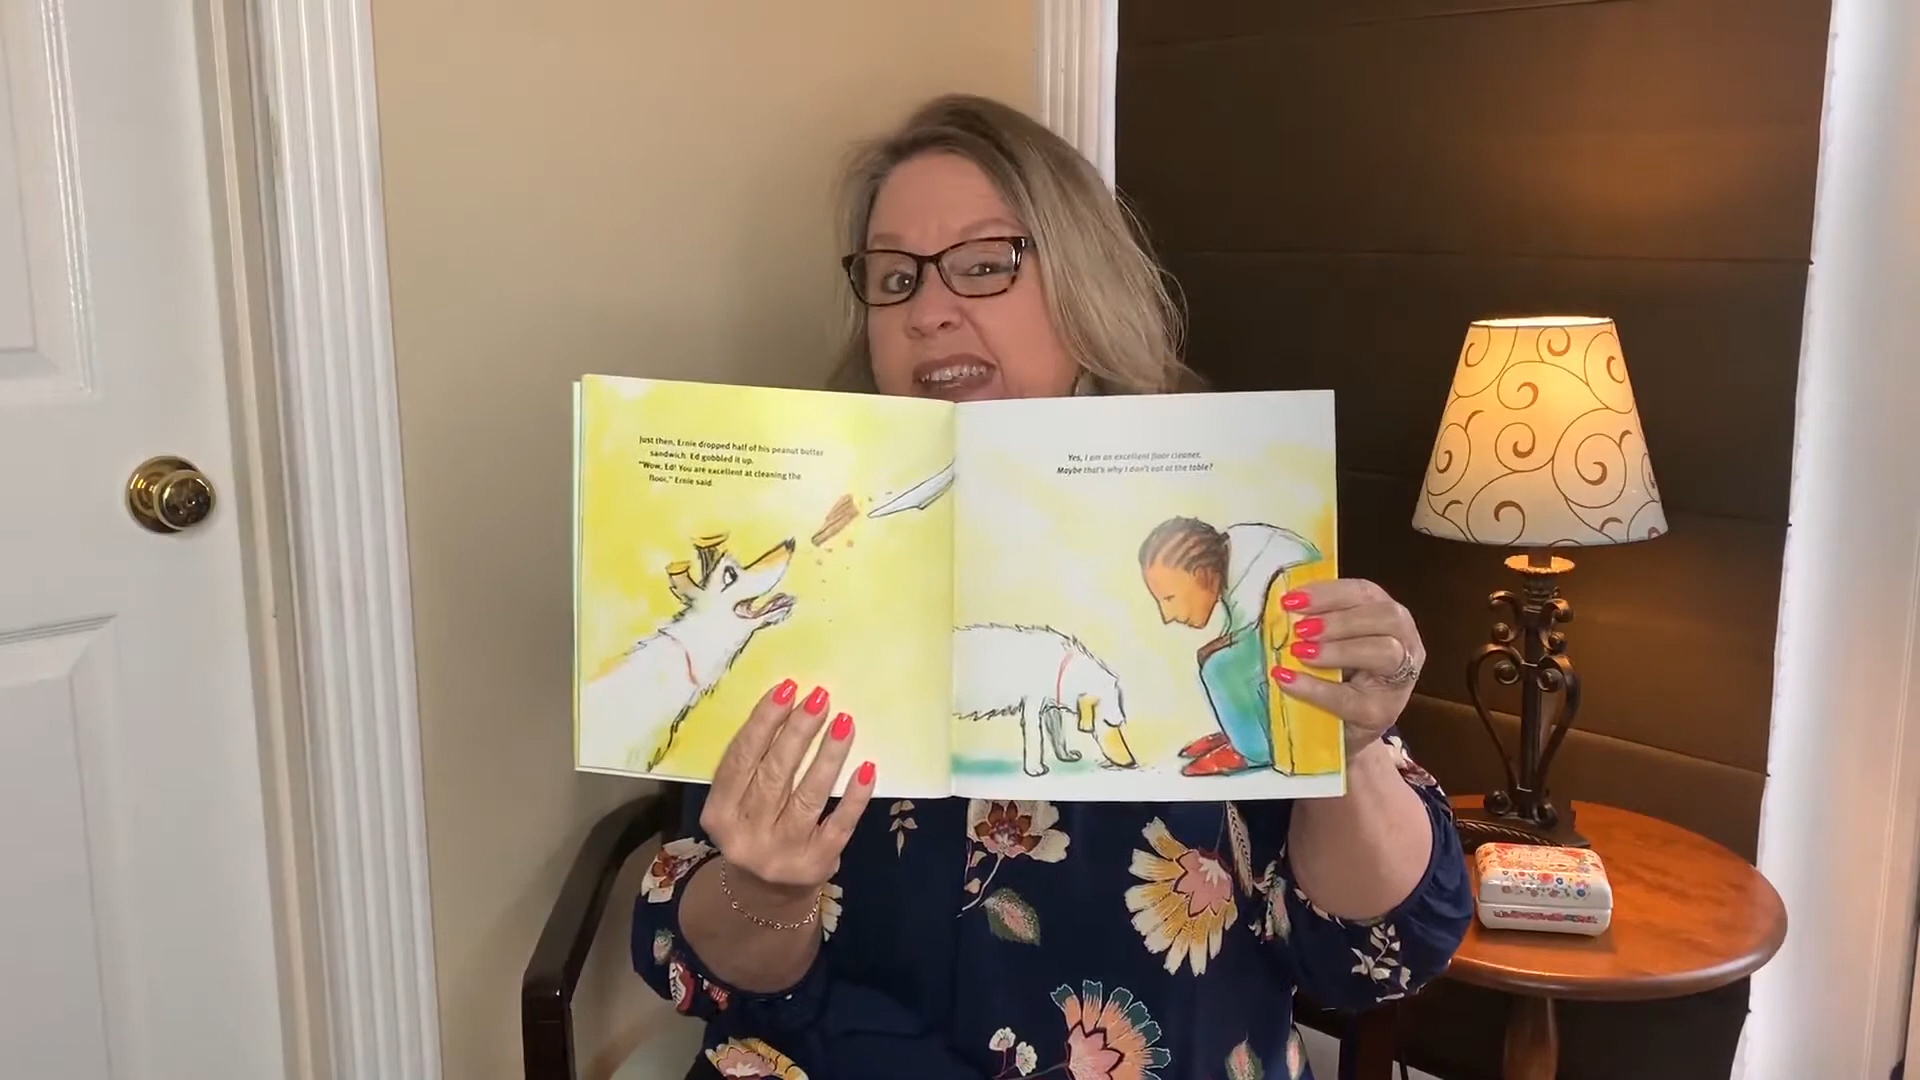 Just then, Ernie dropped half of his peanut butter
sandwich. Ed gobbled it up.
"Wow, Ed! You are excellent at cleaning the
floor," Ernie said.
Yes, I am an excellent floor cleaner.
Maybe that's why I don't eat at the table?